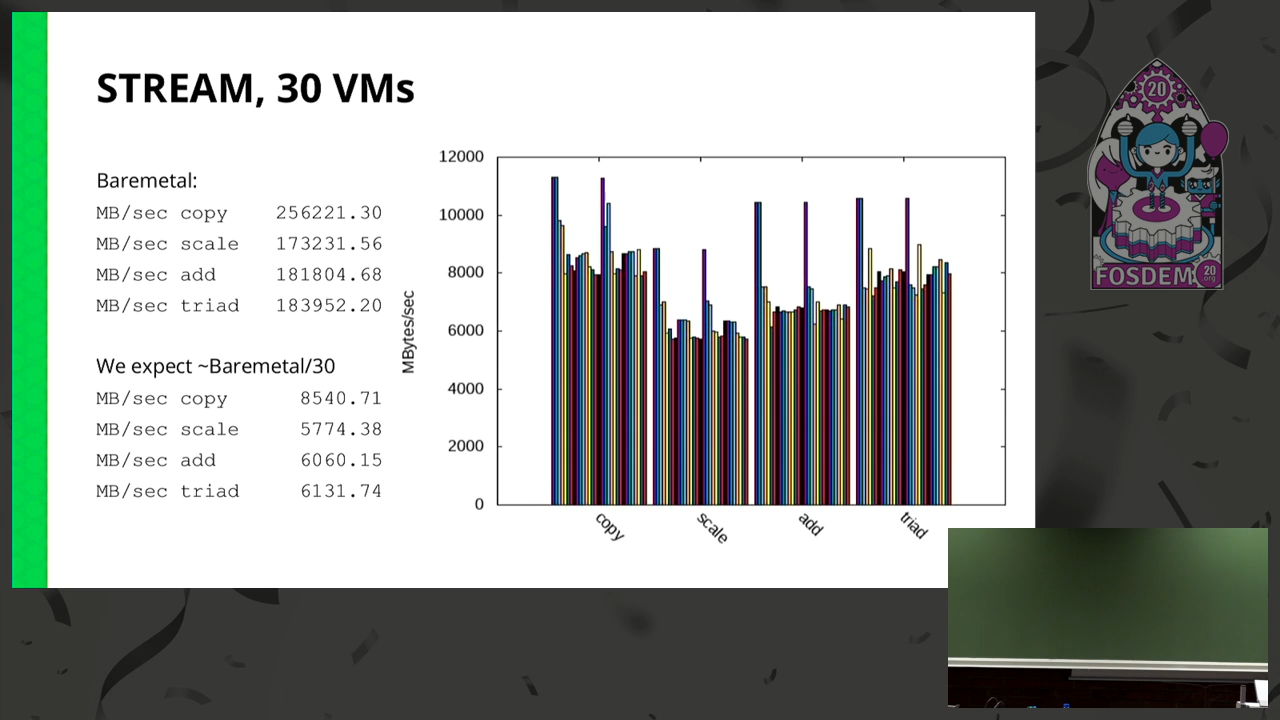 STREAM, 30 VMs
Baremetal:
MB/sec copy 256221.30
MB/sec scale 173231.56
MB/sec add 181804.68
MB/sec triad 183952.20
We expect ~Baremetal/30
MB/sec copy 8540.71
MB/sec scale 5774.38
MB/sec add 6060.15
MB/sec triad 6131.74
MBytes/sec
12000
10000
8000
6000
4000
2000
0
copy
scale
add
triad
20
FOSDEM
20
org